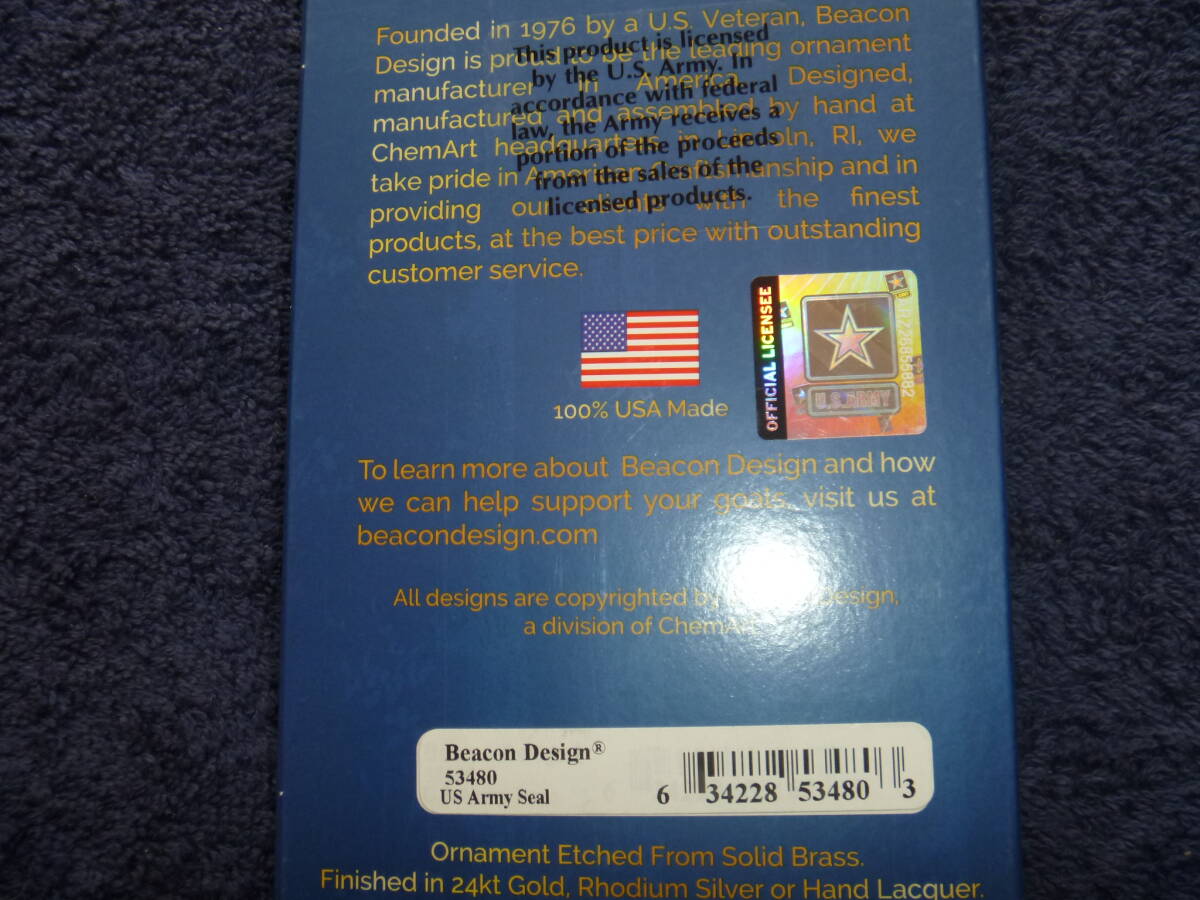 Founded in 1976 by a U.S. Veteran, Beacon
Design is proud to be the leading ornament
manufacturer in America. Designed,
manufactured and assembled by hand at
ChemArt headquarters in Lincoln, RI, we
take pride in American Craftsmanship and in
providing our clients with the finest
products, at the best price with outstanding
customer service.
This product is licensed
by the U.S. Army. In
accordance with federal
law, the Army receives a
portion of the proceeds
from the sales of the
licensed products.
OFFICIAL LICENSEE
U.S.ARMY
100% USA Made
To learn more about Beacon Design and how
we can help support your goals, visit us at
beacondesign.com
All designs are copyrighted by Design,
a division of ChemArt
Beacon Design®
53480
US Army Seal
6 34228 53480 3
Ornament Etched From Solid Brass.
Finished in 24kt Gold, Rhodium Silver or Hand Lacquer.